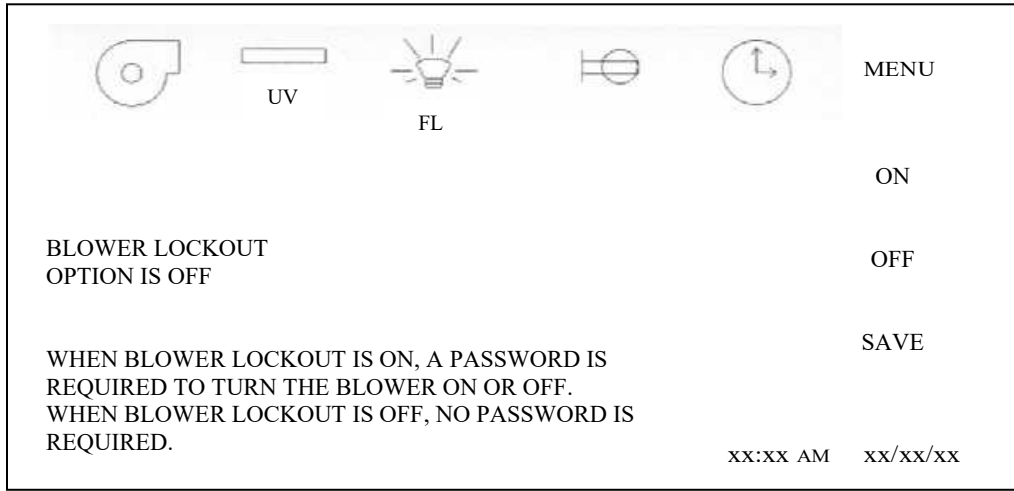 MENU
UV
FL
ON
BLOWER LOCKOUT
OPTION IS OFF
OFF
SAVE
WHEN BLOWER LOCKOUT IS ON, A PASSWORD IS
REQUIRED TO TURN THE BLOWER ON OR OFF.
WHEN BLOWER LOCKOUT IS OFF, NO PASSWORD IS
REQUIRED.
xx:xx AM xx/xx/xx